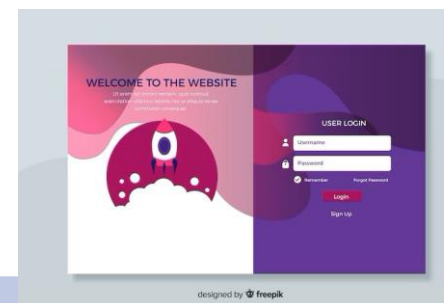 WELCOME TO THE WEBSITE
USER LOGIN
Username
Password
Remember
Forgot Password
Login
Sign Up
designed by freepik